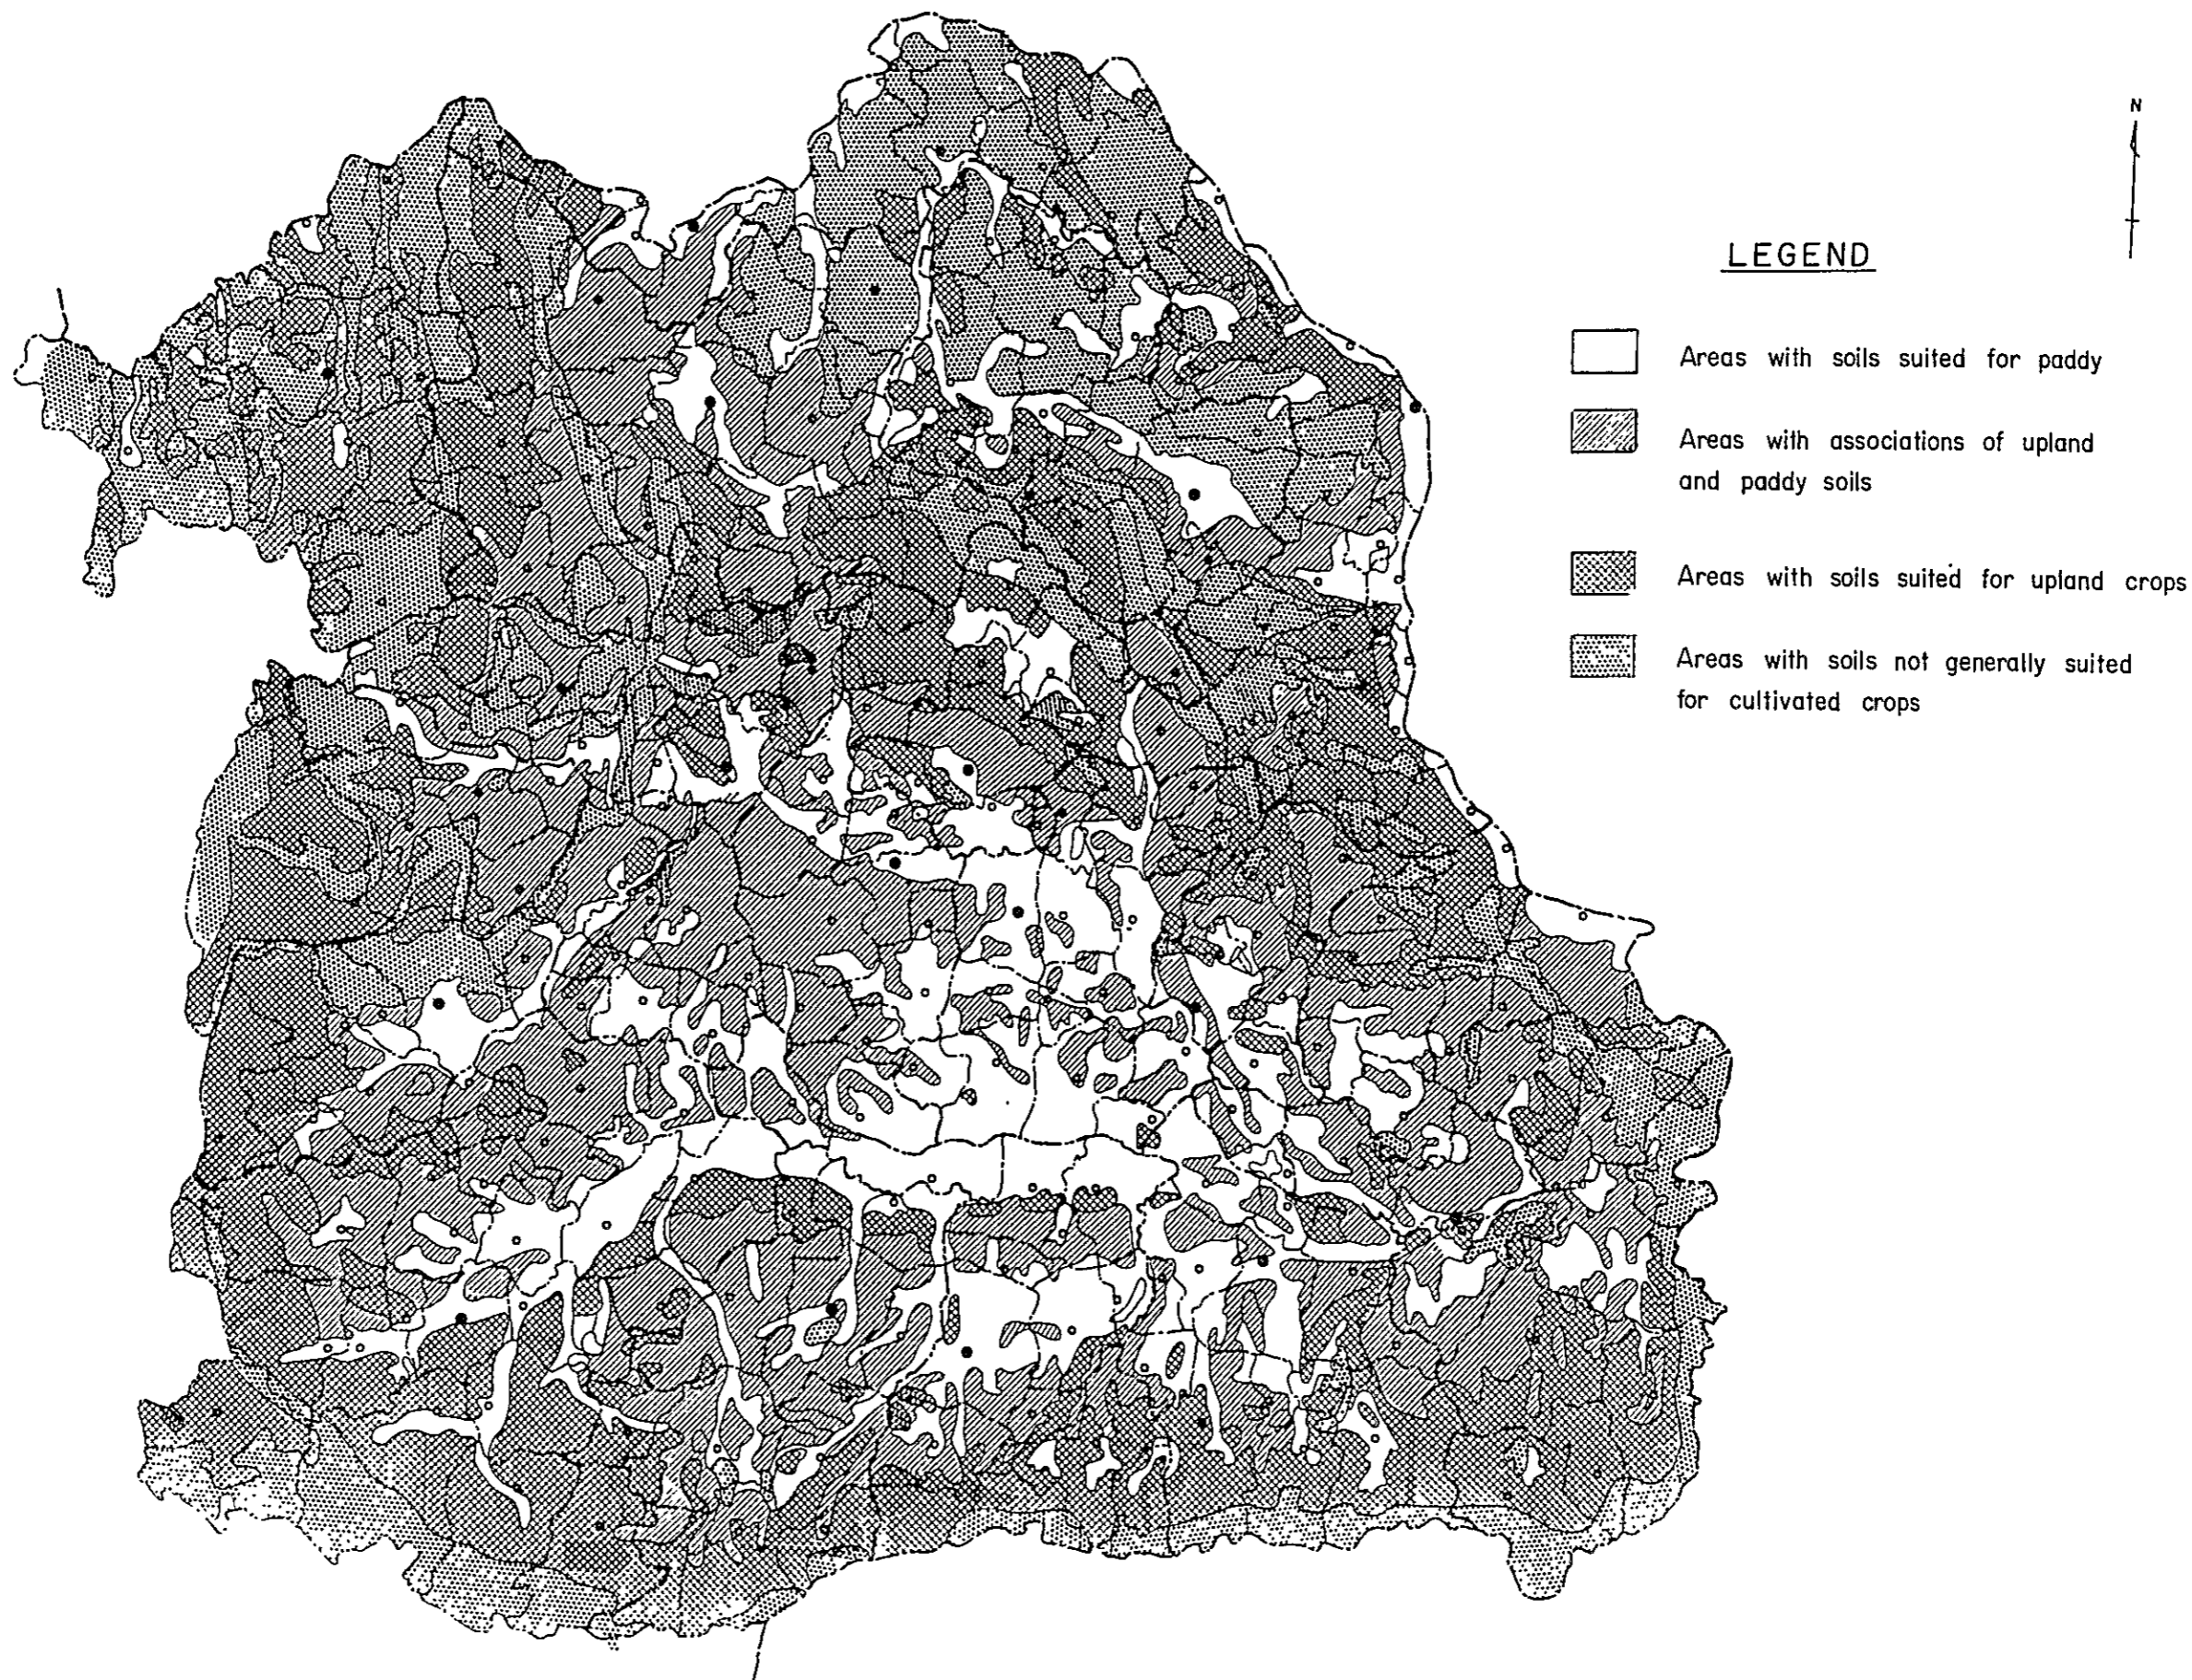 N
LEGEND
Areas with soils suited for paddy
Areas with associations of upland
and paddy soils
Areas with soils suited for upland crops
Areas with soils not generally suited
for cultivated crops